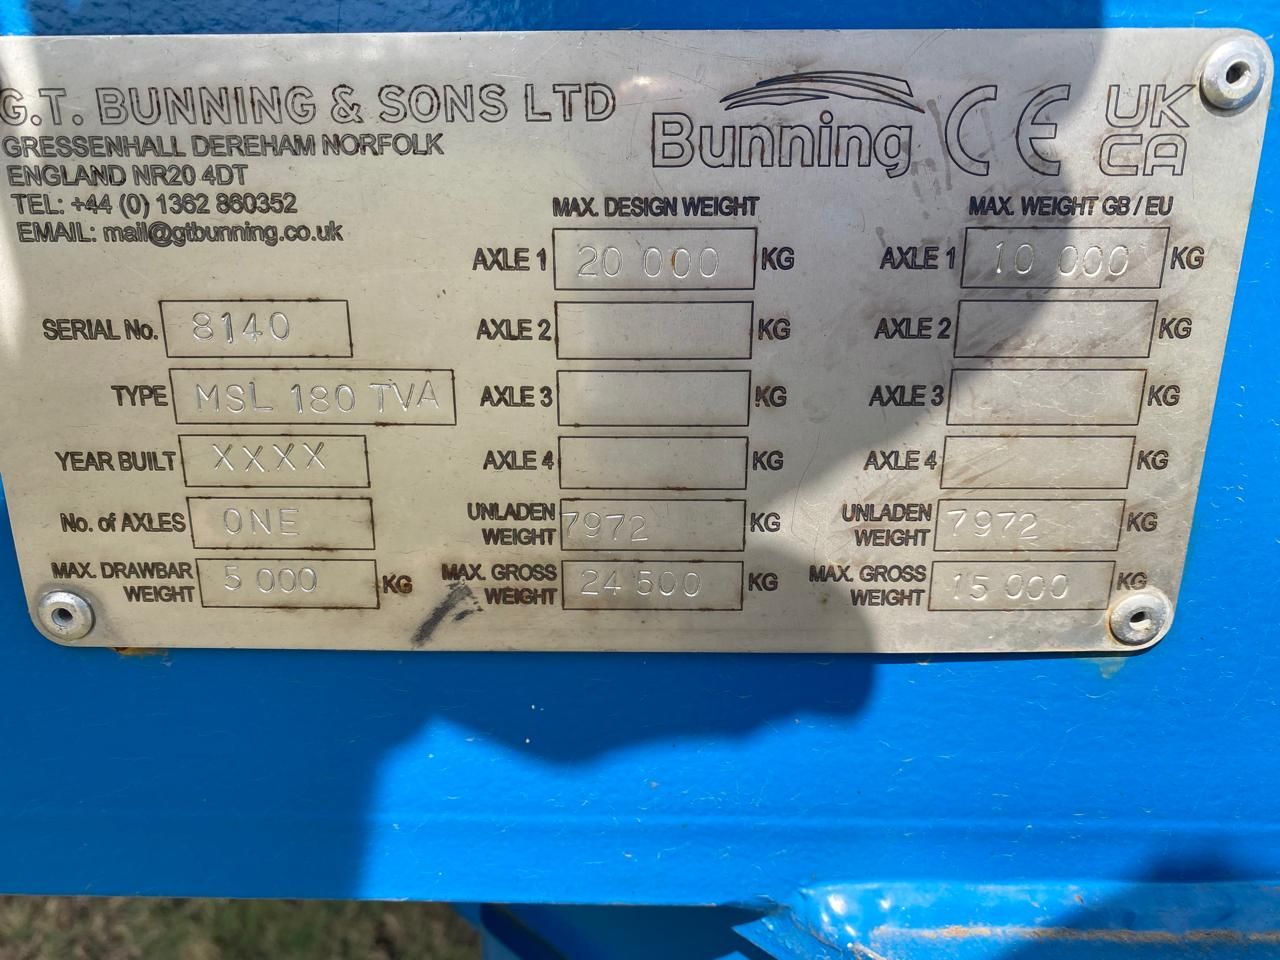 G.T. BUNNING & SONS LTD
GRESSENHALL DEREHAM NORFOLK
ENGLAND NR20 4DT
TEL: +44 (0) 1362 860352
EMAIL: mail@gtbunning.co.uk
Bunning CE UK CA
SERIAL No. 8140
TYPE MSL 180 TVA
YEAR BUILT XXXX
No. of AXLES ONE
MAX. DRAWBAR WEIGHT 5 000 KG
MAX. DESIGN WEIGHT
AXLE 1 20 000 KG
AXLE 2 KG
AXLE 3 KG
AXLE 4 KG
UNLADEN WEIGHT 7972 KG
MAX. GROSS WEIGHT 24 500 KG
MAX. WEIGHT GB / EU
AXLE 1 10 000 KG
AXLE 2 KG
AXLE 3 KG
AXLE 4 KG
UNLADEN WEIGHT 7972 KG
MAX. GROSS WEIGHT 15 000 KG